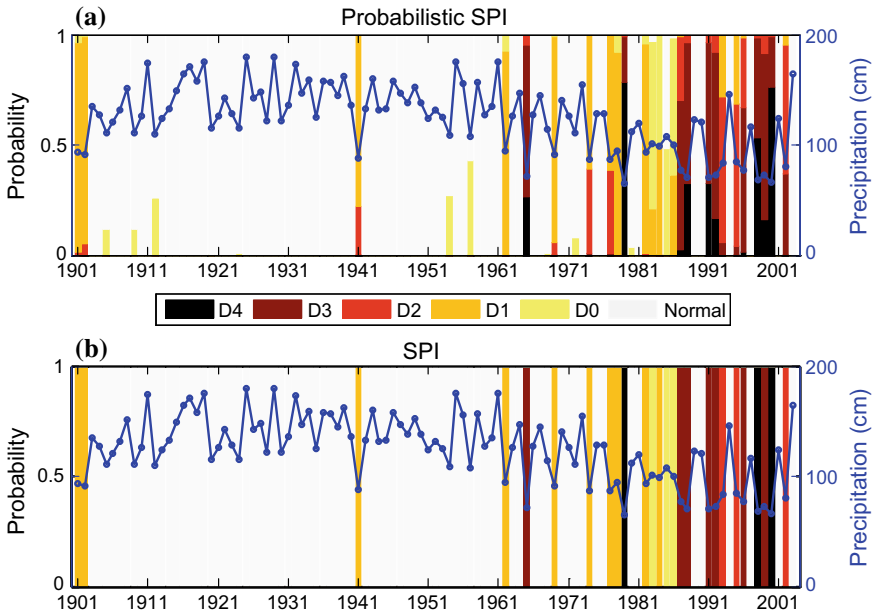 (a) Probabilistic SPI
1 200
Probability 0.5 100 Precipitation (cm)
0 0
1901 1911 1921 1931 1941 1951 1961 1971 1981 1991 2001
D4 D3 D2 D1 D0 Normal
(b) SPI
1 200
Probability 0.5 100 Precipitation (cm)
0 0
1901 1911 1921 1931 1941 1951 1961 1971 1981 1991 2001